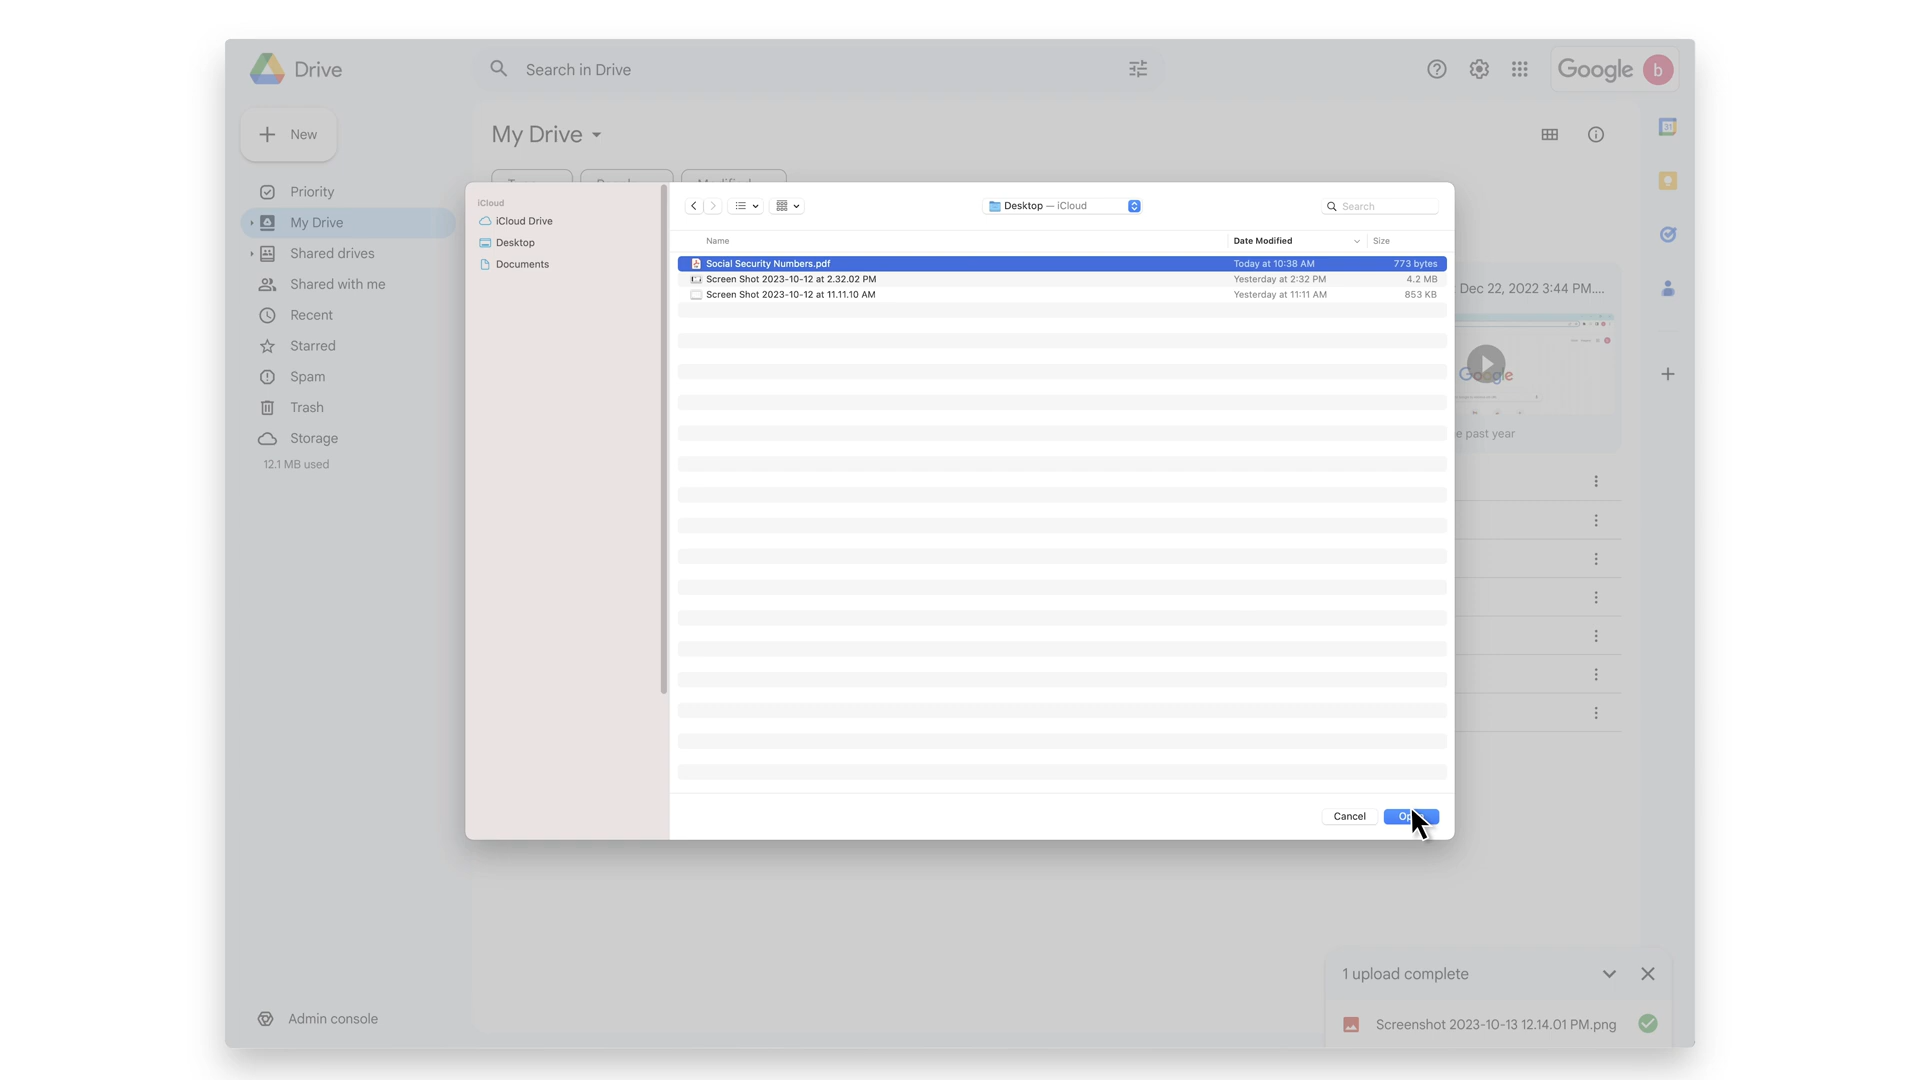 Drive
Search in Drive
Google b
New
My Drive
31
Priority
My Drive
Shared drives
Shared with me
Recent
Starred
Spam
Trash
Storage
12.1 MB used
Admin console
iCloud
iCloud Drive
Desktop
Documents
Desktop — iCloud
Search
Name Date Modified Size
Social Security Numbers.pdf Today at 10:38 AM 773 bytes
Screen Shot 2023-10-12 at 2.32.02 PM Yesterday at 2:32 PM 4.2 MB
Screen Shot 2023-10-12 at 11.11.10 AM Yesterday at 11:11 AM 853 KB
Cancel
Dec 22, 2022 3:44 PM....
Google
past year
1 upload complete
Screenshot 2023-10-13 12.14.01 PM.png